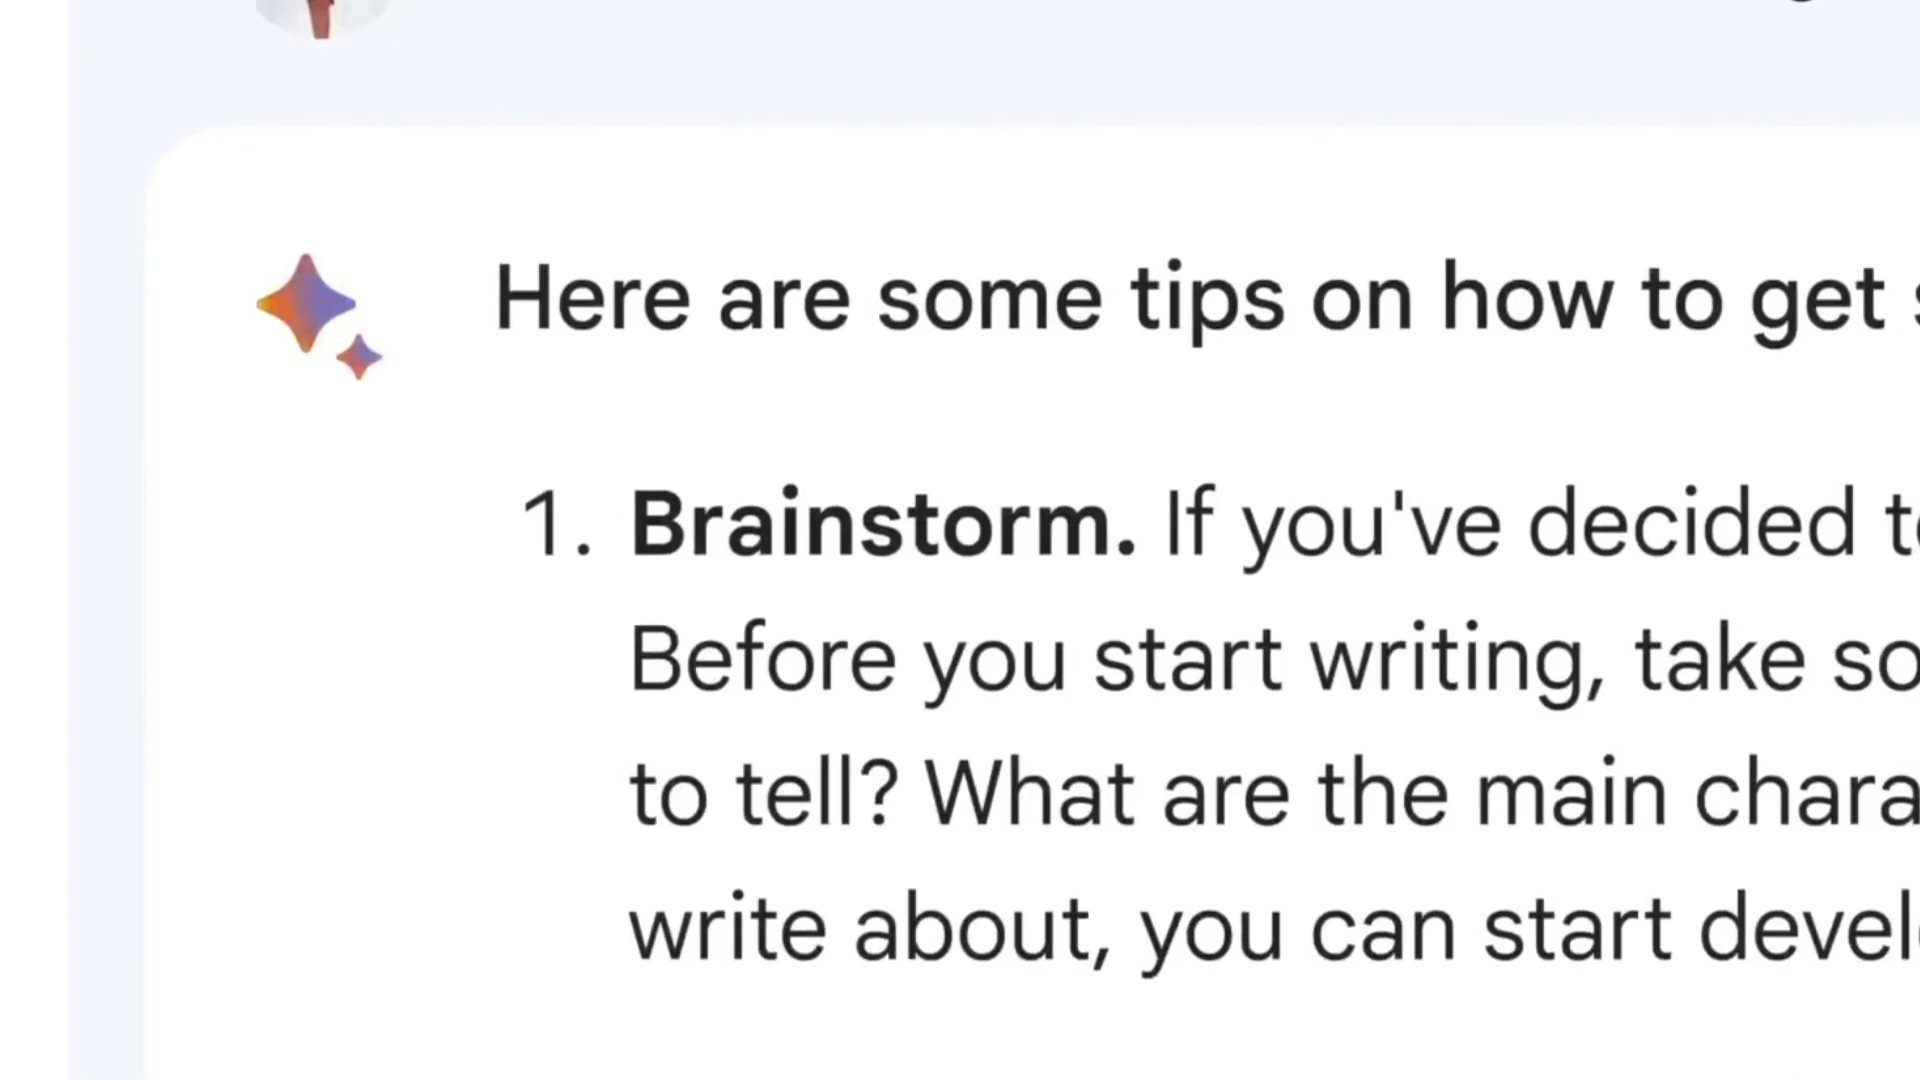 Here are some tips on how to get
1. Brainstorm. If you've decided
Before you start writing, take
to tell? What are the main
write about, you can start